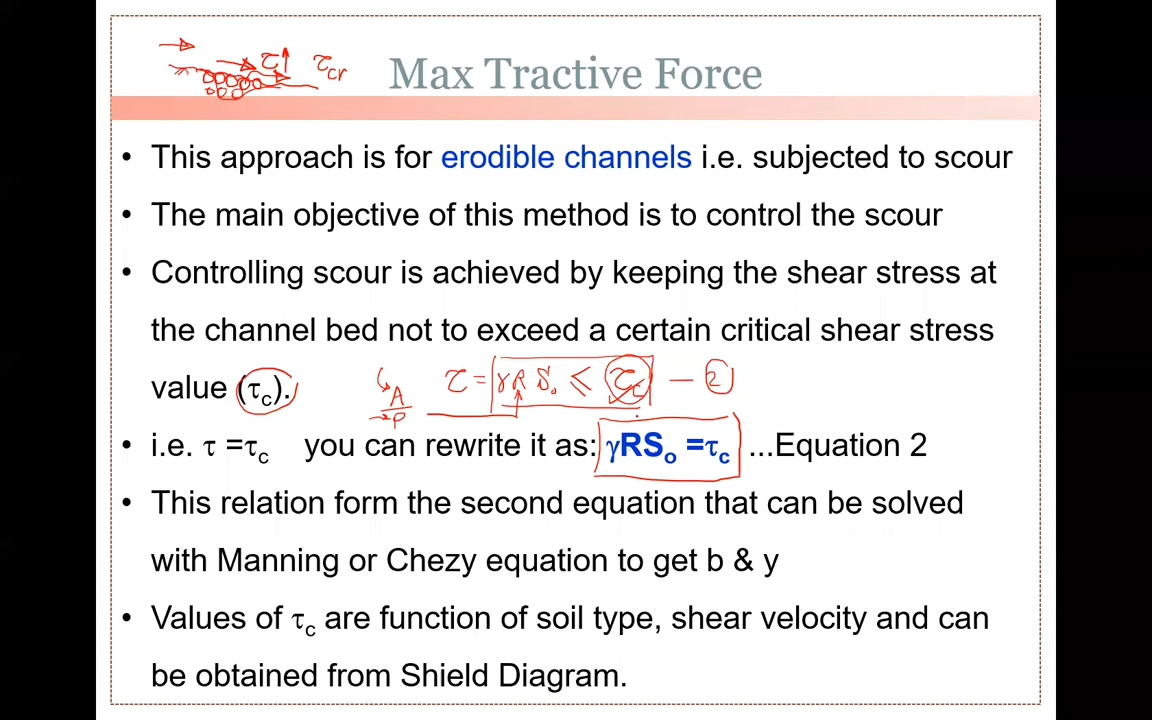 τ τcr
Max Tractive Force
• This approach is for erodible channels i.e. subjected to scour
• The main objective of this method is to control the scour
• Controlling scour is achieved by keeping the shear stress at
the channel bed not to exceed a certain critical shear stress
value (τc). A/P τ = γRS₀ ≤ τc — 2
• i.e. τ =τc you can rewrite it as: γRSo =τc ...Equation 2
• This relation form the second equation that can be solved
with Manning or Chezy equation to get b & y
• Values of τc are function of soil type, shear velocity and can
be obtained from Shield Diagram.